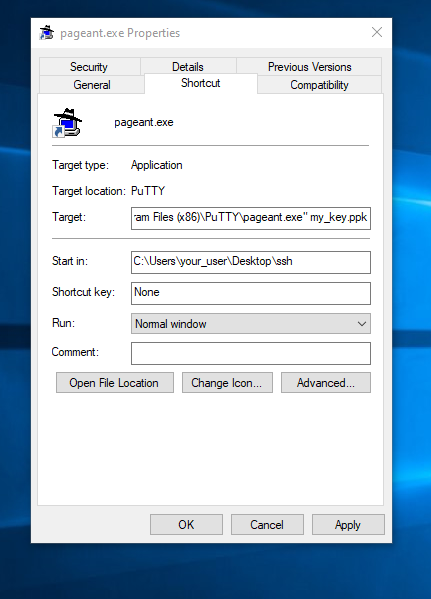 pageant.exe Properties
Security Details Previous Versions
General Shortcut Compatibility
pageant.exe
Target type: Application
Target location: PuTTY
Target: ram Files (x86)\PuTTY\pageant.exe" my_key.ppk
Start in: C:\Users\your_user\Desktop\ssh
Shortcut key: None
Run: Normal window
Comment:
Open File Location Change Icon... Advanced...
OK Cancel Apply